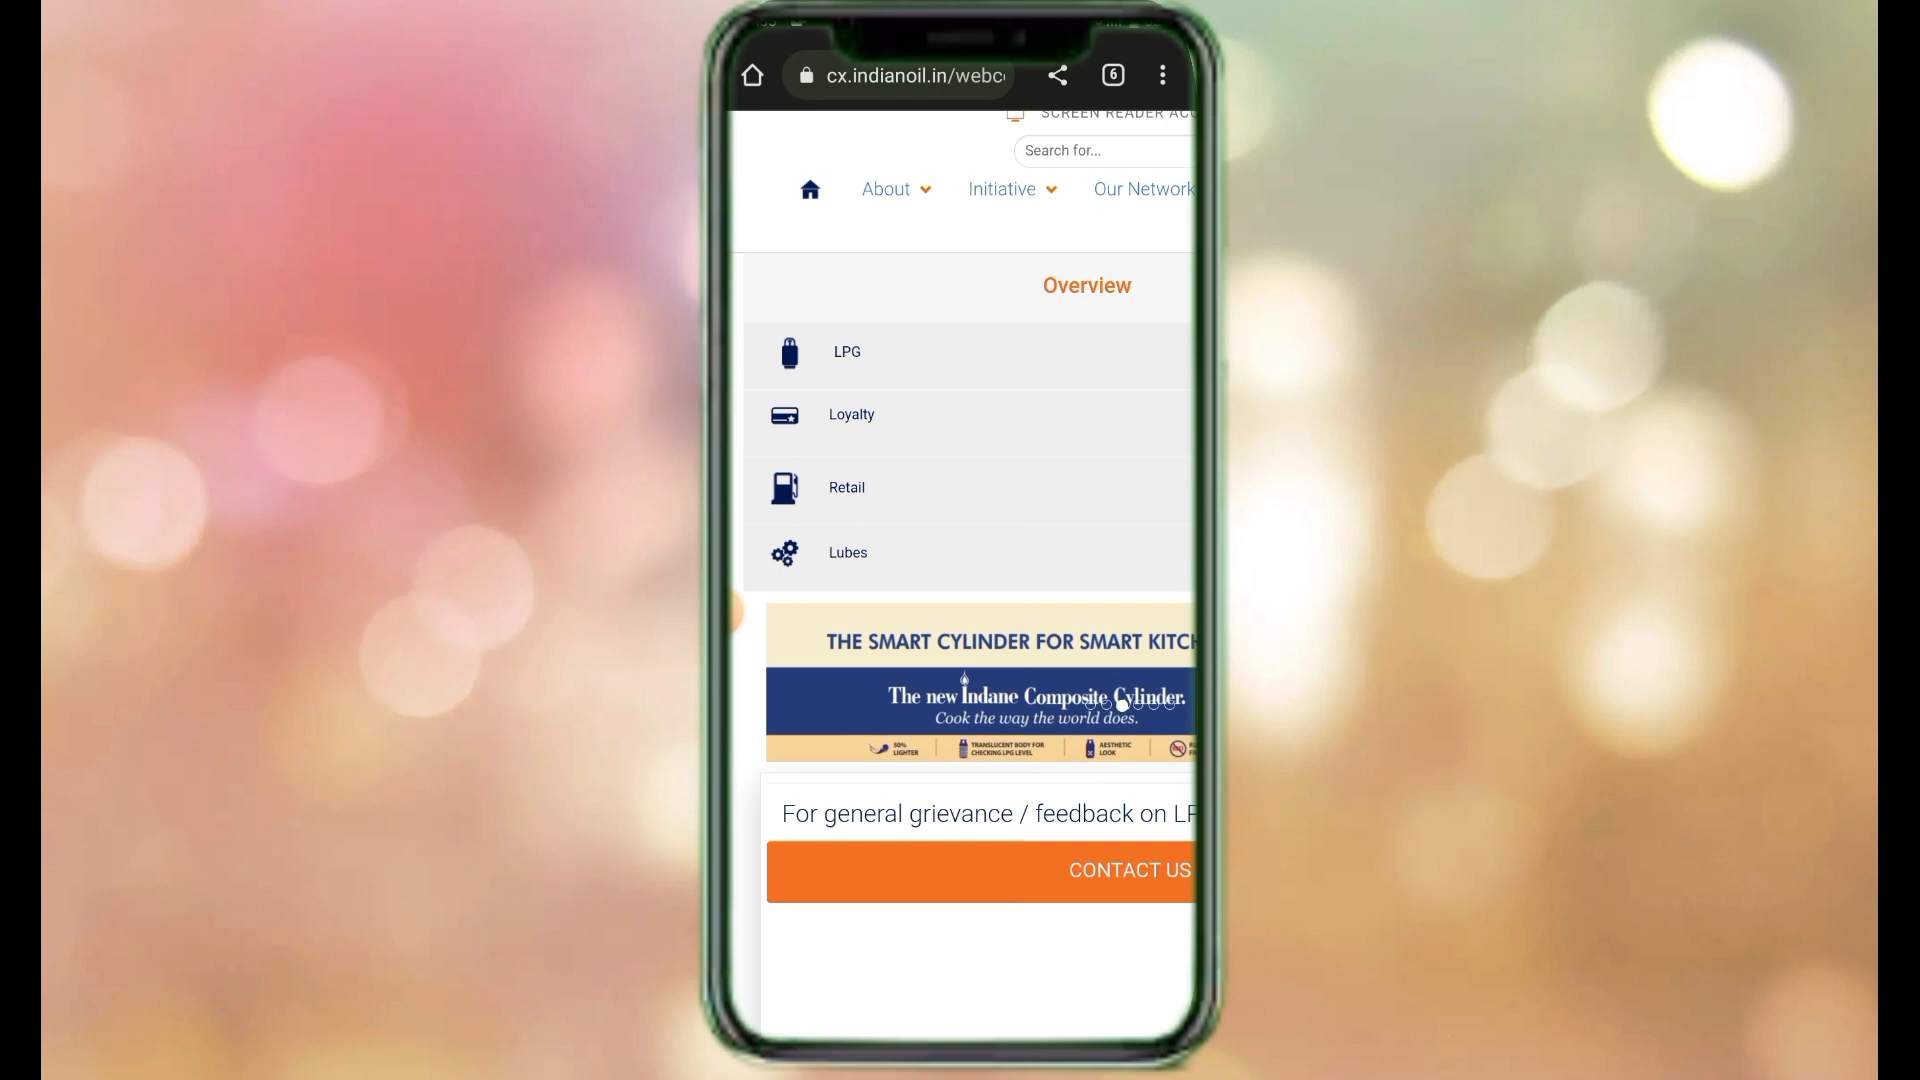 cx.indianoil.in/webc
6
SCREEN READER ACC
Search for...
About
Initiative
Our Network
Overview
LPG
Loyalty
Retail
Lubes
THE SMART CYLINDER FOR SMART KITCH
The new Indane Composite Cylinder.
Cook the way the world does.
50%
LIGHTER
TRANSLUCENT BODY FOR
CHECKING LPG LEVEL
AESTHETIC
LOOK
For general grievance / feedback on LP
CONTACT US